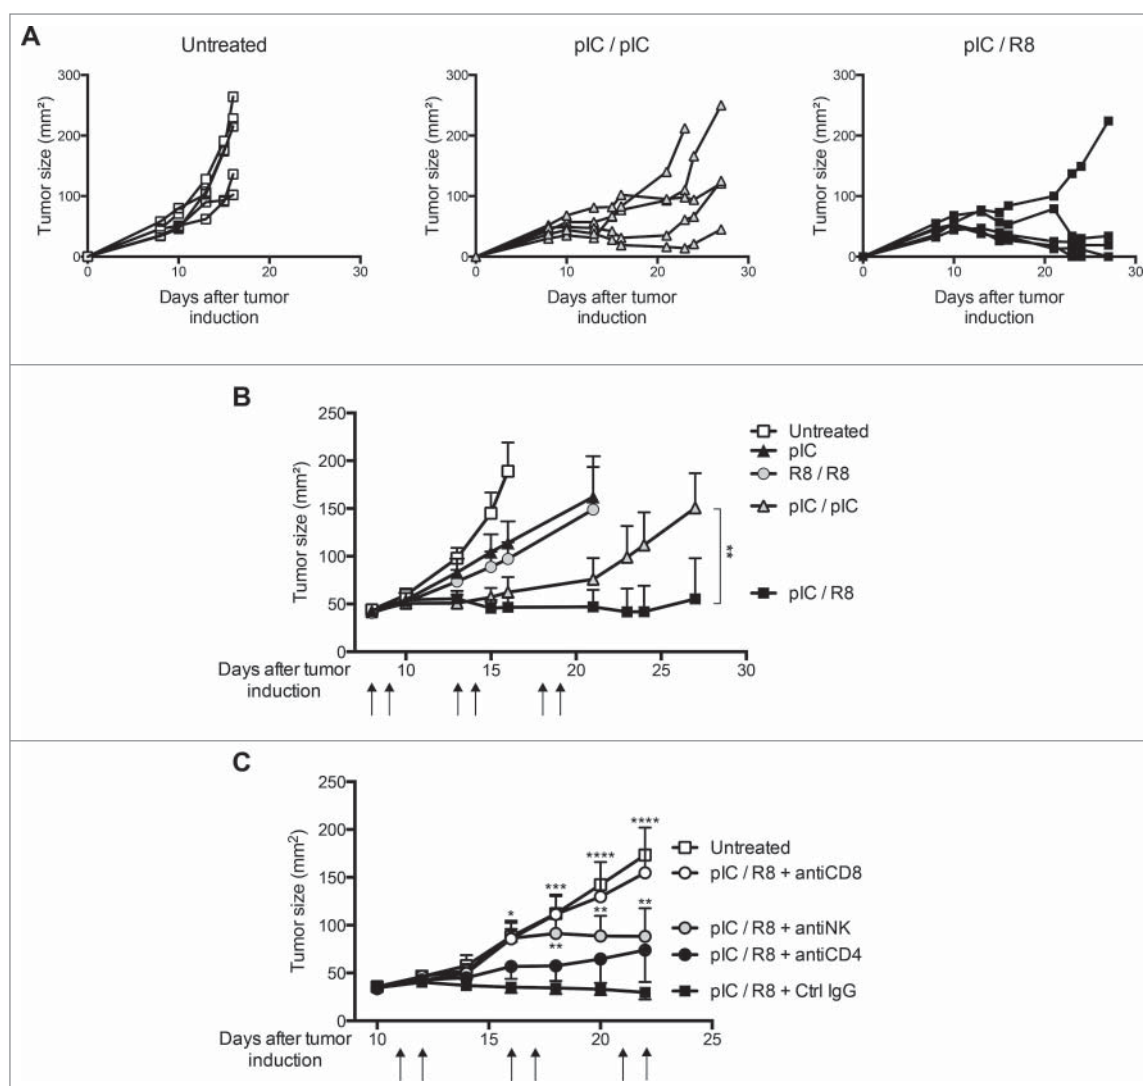 A
Untreated
pIC / pIC
pIC / R8
Tumor size (mm²)
300
200
100
0
0 10 20 30
Days after tumor
induction
Tumor size (mm²)
300
200
100
0
0 10 20 30
Days after tumor
induction
Tumor size (mm²)
300
200
100
0
0 10 20 30
Days after tumor
induction
B
Tumor size (mm²)
250
200
150
100
50
0
10 15 20 25 30
Days after tumor
induction
Untreated
pIC
R8 / R8
pIC / pIC
**
pIC / R8
C
Tumor size (mm²)
250
200
150
100
50
0
10 15 20 25
Days after tumor
induction
*
***
**
****
**
****
**
Untreated
pIC / R8 + antiCD8
pIC / R8 + antiNK
pIC / R8 + antiCD4
pIC / R8 + Ctrl IgG